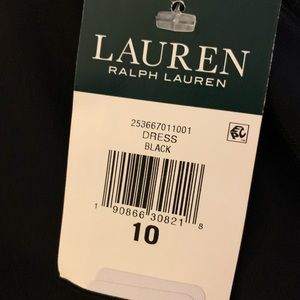 LAUREN
RALPH LAUREN
253667011001
DRESS
BLACK
1 90866 30821 8
10